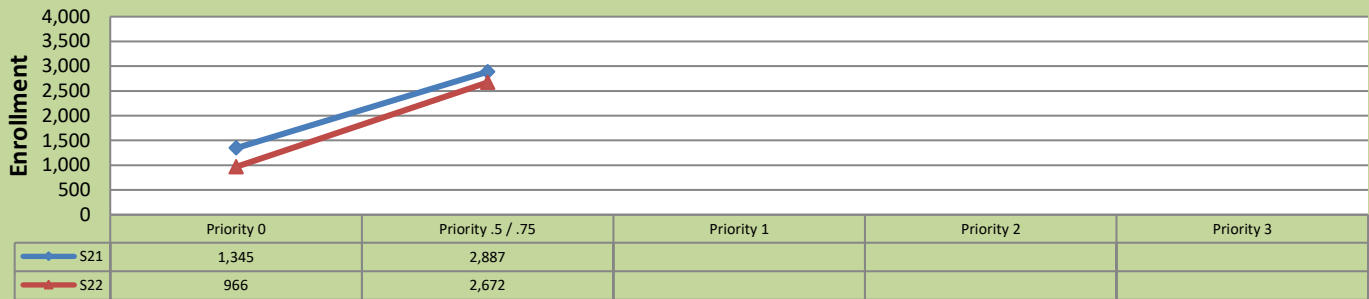 Enrollment
4,000
3,500
3,000
2,500
2,000
1,500
1,000
500
0
Priority 0 Priority .5 / .75 Priority 1 Priority 2 Priority 3
S21 1,345 2,887
S22 966 2,672